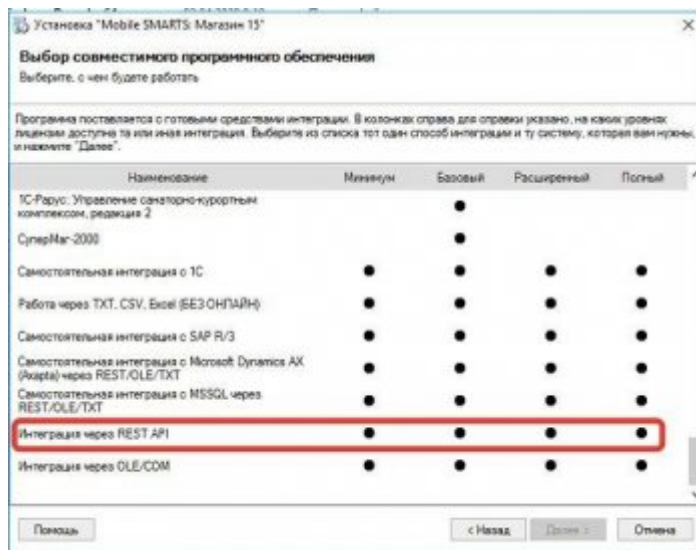 Установка "Mobile SMARTS: Магазин 15"
Выбор совместимого программного обеспечения
Выберите, с чем будете работать
Программа поставляется с готовыми средствами интеграции. В колонках справа для справки указано, на каких уровнях
лицензии доступна та или иная интеграция. Выберите из списка тот один способ интеграции и ту систему, которая вам нужны,
и нажмите "Далее".
Наименование Минимум Базовый Расширенный Полный
1С-Рарус: Управление санаторно-курортным
комплексом, редакция 2
СуперМаг-2000
Самостоятельная интеграция с 1С
Работа через TXT, CSV, Excel (БЕЗ ОНЛАЙН)
Самостоятельная интеграция с SAP R/3
Самостоятельная интеграция с Microsoft Dynamics AX
(Axapta) через REST/OLE/TXT
Самостоятельная интеграция с MSSQL через
REST/OLE/TXT
Интеграция через REST API
Интеграция через OLE/COM
Помощь < Назад Далее > Отмена